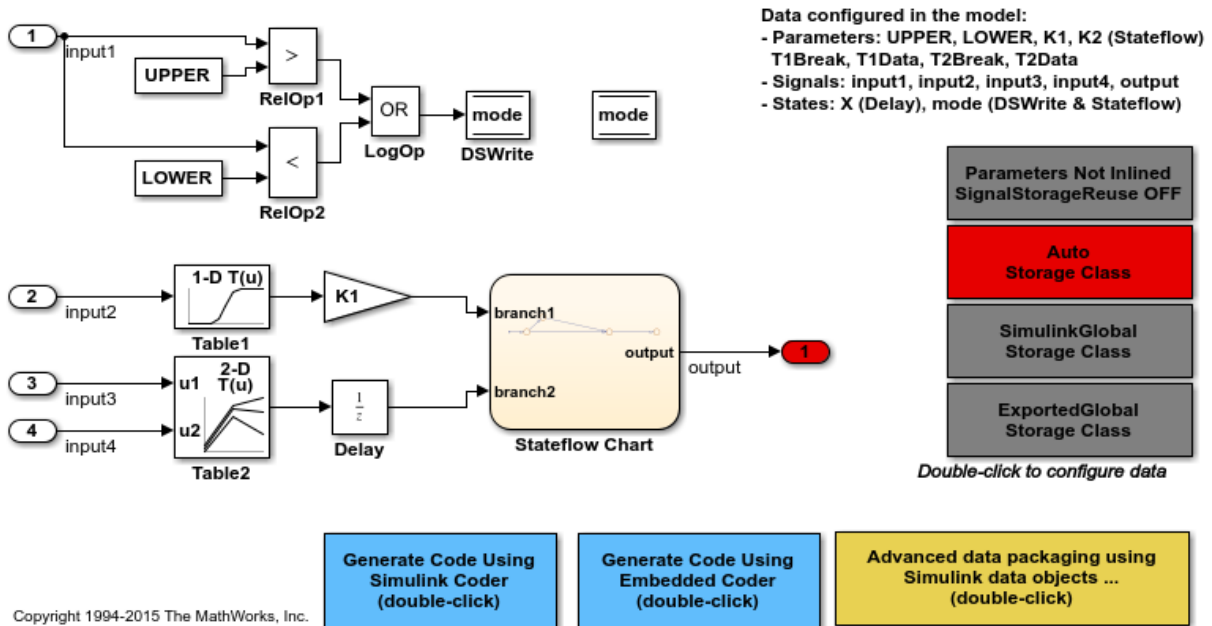 1
input1
UPPER
>
RelOp1
LOWER
<
RelOp2
OR
LogOp
mode
DSWrite
mode
Data configured in the model:
- Parameters: UPPER, LOWER, K1, K2 (Stateflow)
T1Break, T1Data, T2Break, T2Data
- Signals: input1, input2, input3, input4, output
- States: X (Delay), mode (DSWrite & Stateflow)
Parameters Not Inlined
SignalStorageReuse OFF
Auto
Storage Class
SimulinkGlobal
Storage Class
ExportedGlobal
Storage Class
Double-click to configure data
2
input2
1-D T(u)
Table1
K1
3
input3
4
input4
u1
u2
2-D
T(u)
Table2
1
z
Delay
branch1
branch2
output
Stateflow Chart
output
1
Generate Code Using
Simulink Coder
(double-click)
Generate Code Using
Embedded Coder
(double-click)
Advanced data packaging using
Simulink data objects ...
(double-click)
Copyright 1994-2015 The MathWorks, Inc.